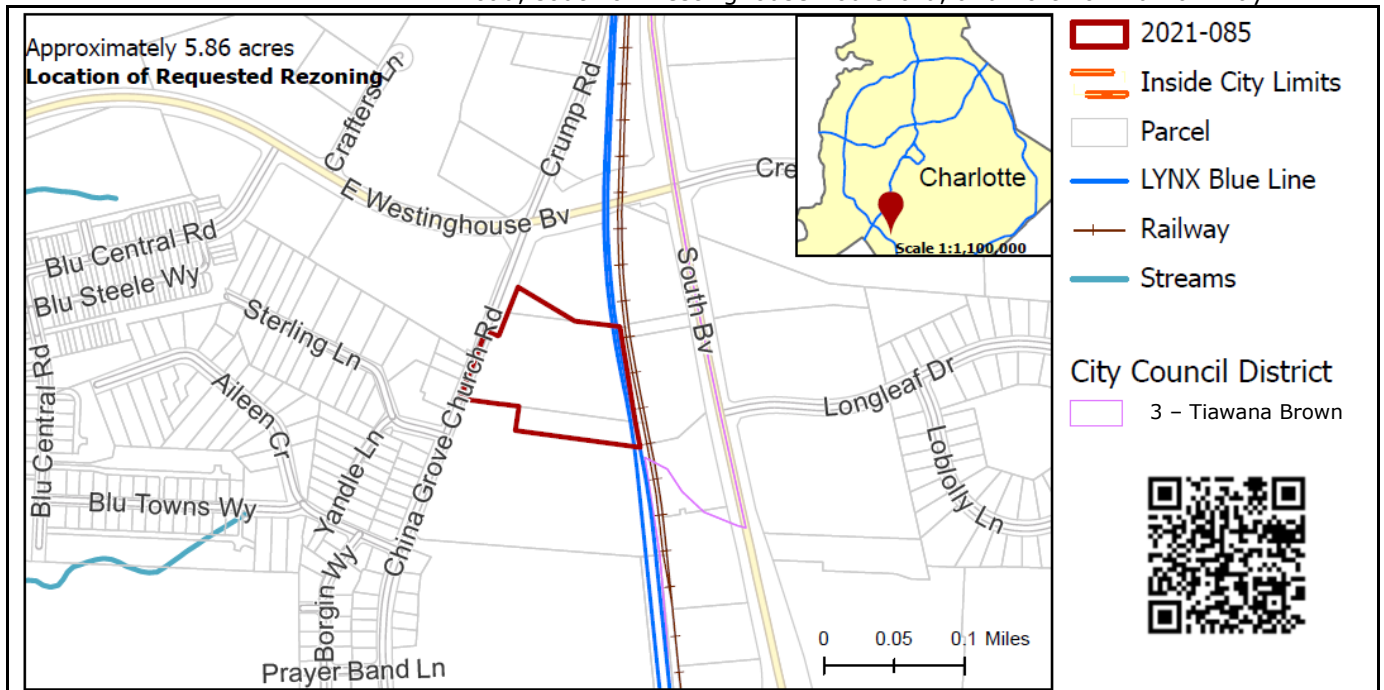 Approximately 5.86 acres
Location of Requested Rezoning
Crafters Ln
Crump Rd
E Westinghouse Bv
Cre
Charlotte
Scale 1:1,100,000
Blu Central Rd
Blu Steele Wy
Sterling Ln
South Bv
Blu Central Rd
Aileen Cr
China Grove Church Rd
Longleaf Dr
Loblolly Ln
Yandle Ln
Blu Towns Wy
Borgin Wy
Prayer Band Ln
0 0.05 0.1 Miles
2021-085
Inside City Limits
Parcel
LYNX Blue Line
Railway
Streams
City Council District
3 – Tiawana Brown